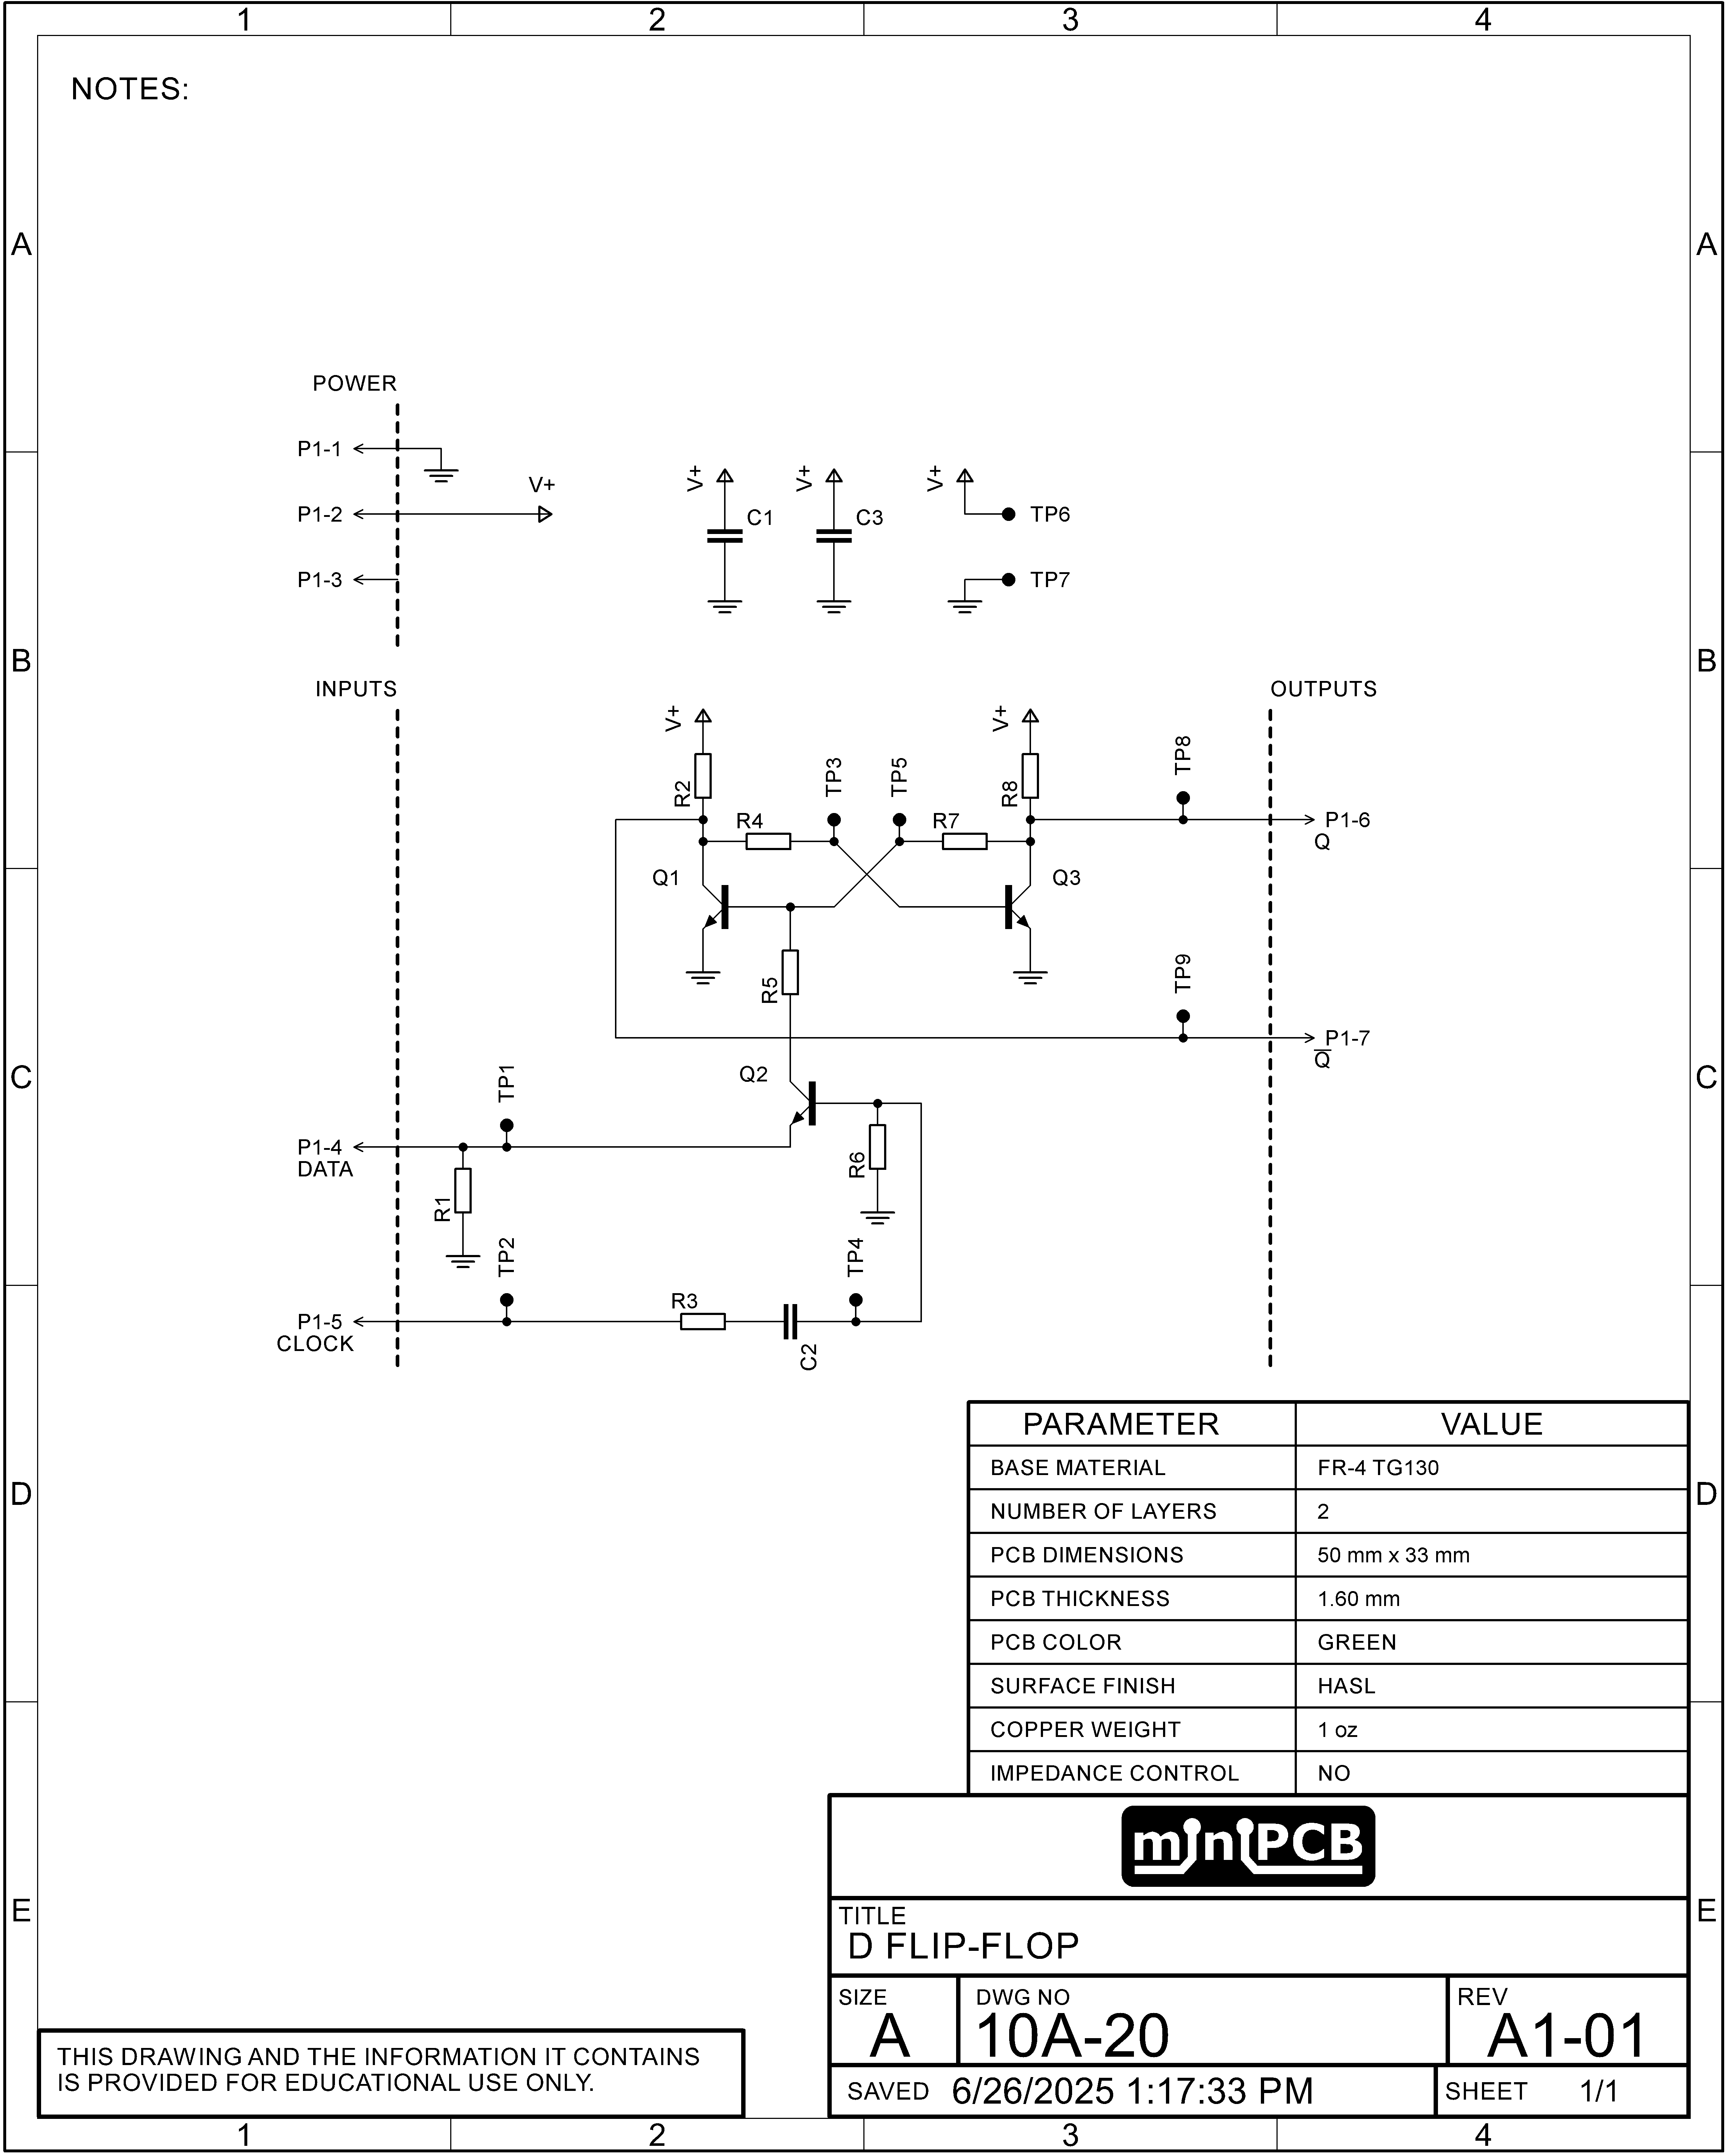 1 2 3 4
NOTES:
A A
POWER
P1-1
V+
P1-2
P1-3
V+ C1
V+ C3
V+ TP6
TP7
B B
INPUTS
OUTPUTS
V+ V+
R2 R4 TP3 TP5 R7 R8 TP8
P1-6
Q
Q1 Q3
R5 TP9
P1-7
Q̅
C C
Q2
TP1
P1-4
DATA
R1
R6
TP2 TP4
R3
P1-5
CLOCK
C2
PARAMETER VALUE
BASE MATERIAL FR-4 TG130
D D
NUMBER OF LAYERS 2
PCB DIMENSIONS 50 mm x 33 mm
PCB THICKNESS 1.60 mm
PCB COLOR GREEN
SURFACE FINISH HASL
COPPER WEIGHT 1 oz
IMPEDANCE CONTROL NO
miniPCB
E E
TITLE
D FLIP-FLOP
SIZE DWG NO REV
A 10A-20 A1-01
SAVED 6/26/2025 1:17:33 PM SHEET 1/1
THIS DRAWING AND THE INFORMATION IT CONTAINS
IS PROVIDED FOR EDUCATIONAL USE ONLY.
1 2 3 4